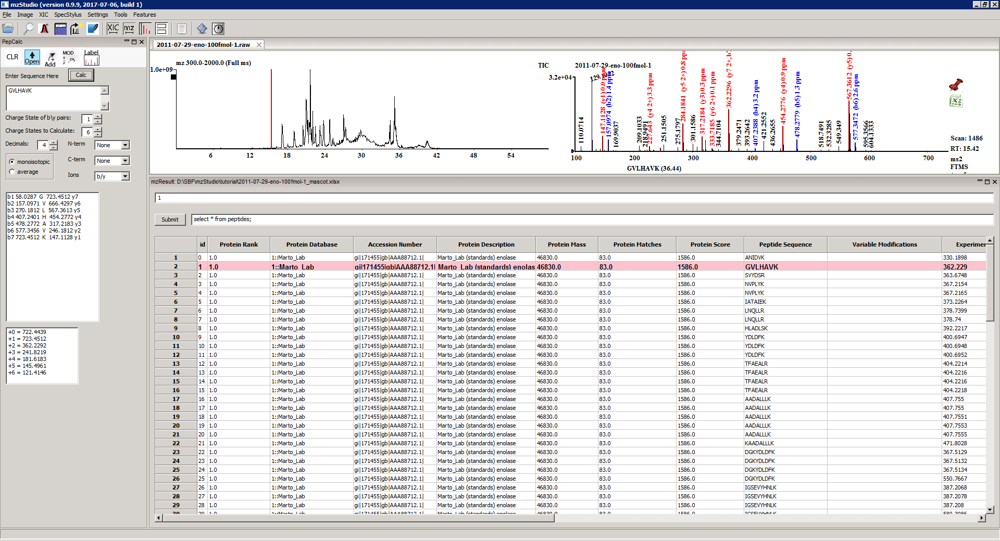 mzStudio (version 0.9.9, 2017-07-06, build 1)
File Image XIC SpecStylus Settings Tools Features
XIC mz
PepCalc
CLR Open Add MOD Label
Enter Sequence Here Calc
GVLHAVK
Charge State of b\y pairs: 1
Charge States to Calculate: 6
Decimals: 4 N-term None
monoisotopic C-term None
average Ions b/y
b1 58.0287 G 723.4512 y7
b2 157.0971 V 666.4297 y6
b3 270.1812 L 567.3613 y5
b4 407.2401 H 454.2772 y4
b5 478.2772 A 317.2183 y3
b6 577.3456 V 246.1812 y2
b7 723.4512 K 147.1128 y1
+0 = 722.4439
+1 = 723.4512
+2 = 362.2292
+3 = 241.8219
+4 = 181.6183
+5 = 145.4961
+6 = 121.4146
2011-07-29-eno-100fmol-1.raw
mz 300.0-2000.0 (Full ms)
TIC
1.0e+09
6 12 18 24 30 36 42 48 54
2011-07-29-eno-100fmol-1
3.2e+04
110.0714
147.1128 (y1) 0.0
157.0974 (b2) 1.4 ppm
169.9037
209.1033
218.9491
227.643 (y4 2+) 3.3 ppm
251.1505
275.1797
284.1841 (y5 2+) 0.8 pp
301.1586
317.2184 (y3) 0.3 ppm
333.7185 (y6 2+) 0.1 ppm
344.7104
362.2296 (y7 2+,b
379.2471
393.2642
407.2388 (b4) 3.2 ppm
421.2552
436.2655
454.2776 (y4) 0.9 ppm
478.2779 (b5) 1.3 ppm
518.7491
532.3285
549.349
567.3612 (y5) 0.
577.3472 (b6) 2.6 ppm
595.3566
604.1333
100 200 300 400 500 600 700
GVLHAVK (36.44)
Scan: 1486
RT: 15.42
ms2
FTMS
mzResult: D:\SBF\mzStudio\tutorial\2011-07-29-eno-100fmol-1_mascot.xlsx
1
Submit select * from peptides;
id Protein Rank Protein Database Accession Number Protein Description Protein Mass Protein Matches Protein Score Peptide Sequence Variable Modifications Experimen
1 0 1.0 1::Marto_Lab gi|171455|gb|AAA88712.1| Marto_Lab (standards) enolase 46830.0 83.0 1586.0 ANIDVK 330.1898
2 1 1.0 1::Marto_Lab gi|171455|gb|AAA88712.1| Marto_Lab (standards) enolas 46830.0 83.0 1586.0 GVLHAVK 362.229
3 2 1.0 1::Marto_Lab gi|171455|gb|AAA88712.1| Marto_Lab (standards) enolase 46830.0 83.0 1586.0 SVYDSR 363.6748
4 3 1.0 1::Marto_Lab gi|171455|gb|AAA88712.1| Marto_Lab (standards) enolase 46830.0 83.0 1586.0 NVPLYK 367.2154
5 4 1.0 1::Marto_Lab gi|171455|gb|AAA88712.1| Marto_Lab (standards) enolase 46830.0 83.0 1586.0 NVPLYK 367.2165
6 5 1.0 1::Marto_Lab gi|171455|gb|AAA88712.1| Marto_Lab (standards) enolase 46830.0 83.0 1586.0 IATAIEK 373.2264
7 6 1.0 1::Marto_Lab gi|171455|gb|AAA88712.1| Marto_Lab (standards) enolase 46830.0 83.0 1586.0 LNQLLR 378.7399
8 7 1.0 1::Marto_Lab gi|171455|gb|AAA88712.1| Marto_Lab (standards) enolase 46830.0 83.0 1586.0 LNQLLR 378.74
9 8 1.0 1::Marto_Lab gi|171455|gb|AAA88712.1| Marto_Lab (standards) enolase 46830.0 83.0 1586.0 HLADLSK 392.2217
10 9 1.0 1::Marto_Lab gi|171455|gb|AAA88712.1| Marto_Lab (standards) enolase 46830.0 83.0 1586.0 YDLDFK 400.6947
11 10 1.0 1::Marto_Lab gi|171455|gb|AAA88712.1| Marto_Lab (standards) enolase 46830.0 83.0 1586.0 YDLDFK 400.6948
12 11 1.0 1::Marto_Lab gi|171455|gb|AAA88712.1| Marto_Lab (standards) enolase 46830.0 83.0 1586.0 YDLDFK 400.6952
13 12 1.0 1::Marto_Lab gi|171455|gb|AAA88712.1| Marto_Lab (standards) enolase 46830.0 83.0 1586.0 TFAEALR 404.2214
14 13 1.0 1::Marto_Lab gi|171455|gb|AAA88712.1| Marto_Lab (standards) enolase 46830.0 83.0 1586.0 TFAEALR 404.2216
15 14 1.0 1::Marto_Lab gi|171455|gb|AAA88712.1| Marto_Lab (standards) enolase 46830.0 83.0 1586.0 TFAEALR 404.2216
16 15 1.0 1::Marto_Lab gi|171455|gb|AAA88712.1| Marto_Lab (standards) enolase 46830.0 83.0 1586.0 TFAEALR 404.2218
17 16 1.0 1::Marto_Lab gi|171455|gb|AAA88712.1| Marto_Lab (standards) enolase 46830.0 83.0 1586.0 AADALLLK 407.755
18 17 1.0 1::Marto_Lab gi|171455|gb|AAA88712.1| Marto_Lab (standards) enolase 46830.0 83.0 1586.0 AADALLLK 407.755
19 18 1.0 1::Marto_Lab gi|171455|gb|AAA88712.1| Marto_Lab (standards) enolase 46830.0 83.0 1586.0 AADALLLK 407.7551
20 19 1.0 1::Marto_Lab gi|171455|gb|AAA88712.1| Marto_Lab (standards) enolase 46830.0 83.0 1586.0 AADALLLK 407.7553
21 20 1.0 1::Marto_Lab gi|171455|gb|AAA88712.1| Marto_Lab (standards) enolase 46830.0 83.0 1586.0 AADALLLK 407.7555
22 21 1.0 1::Marto_Lab gi|171455|gb|AAA88712.1| Marto_Lab (standards) enolase 46830.0 83.0 1586.0 KAADALLLK 471.8028
23 22 1.0 1::Marto_Lab gi|171455|gb|AAA88712.1| Marto_Lab (standards) enolase 46830.0 83.0 1586.0 DGKYDLDFK 367.5129
24 23 1.0 1::Marto_Lab gi|171455|gb|AAA88712.1| Marto_Lab (standards) enolase 46830.0 83.0 1586.0 DGKYDLDFK 367.5132
25 24 1.0 1::Marto_Lab gi|171455|gb|AAA88712.1| Marto_Lab (standards) enolase 46830.0 83.0 1586.0 DGKYDLDFK 367.5134
26 25 1.0 1::Marto_Lab gi|171455|gb|AAA88712.1| Marto_Lab (standards) enolase 46830.0 83.0 1586.0 DGKYDLDFK 550.7667
27 26 1.0 1::Marto_Lab gi|171455|gb|AAA88712.1| Marto_Lab (standards) enolase 46830.0 83.0 1586.0 IGSEVYHNLK 387.2068
28 27 1.0 1::Marto_Lab gi|171455|gb|AAA88712.1| Marto_Lab (standards) enolase 46830.0 83.0 1586.0 IGSEVYHNLK 387.2078
29 28 1.0 1::Marto_Lab gi|171455|gb|AAA88712.1| Marto_Lab (standards) enolase 46830.0 83.0 1586.0 IGSEVYHNLK 387.208